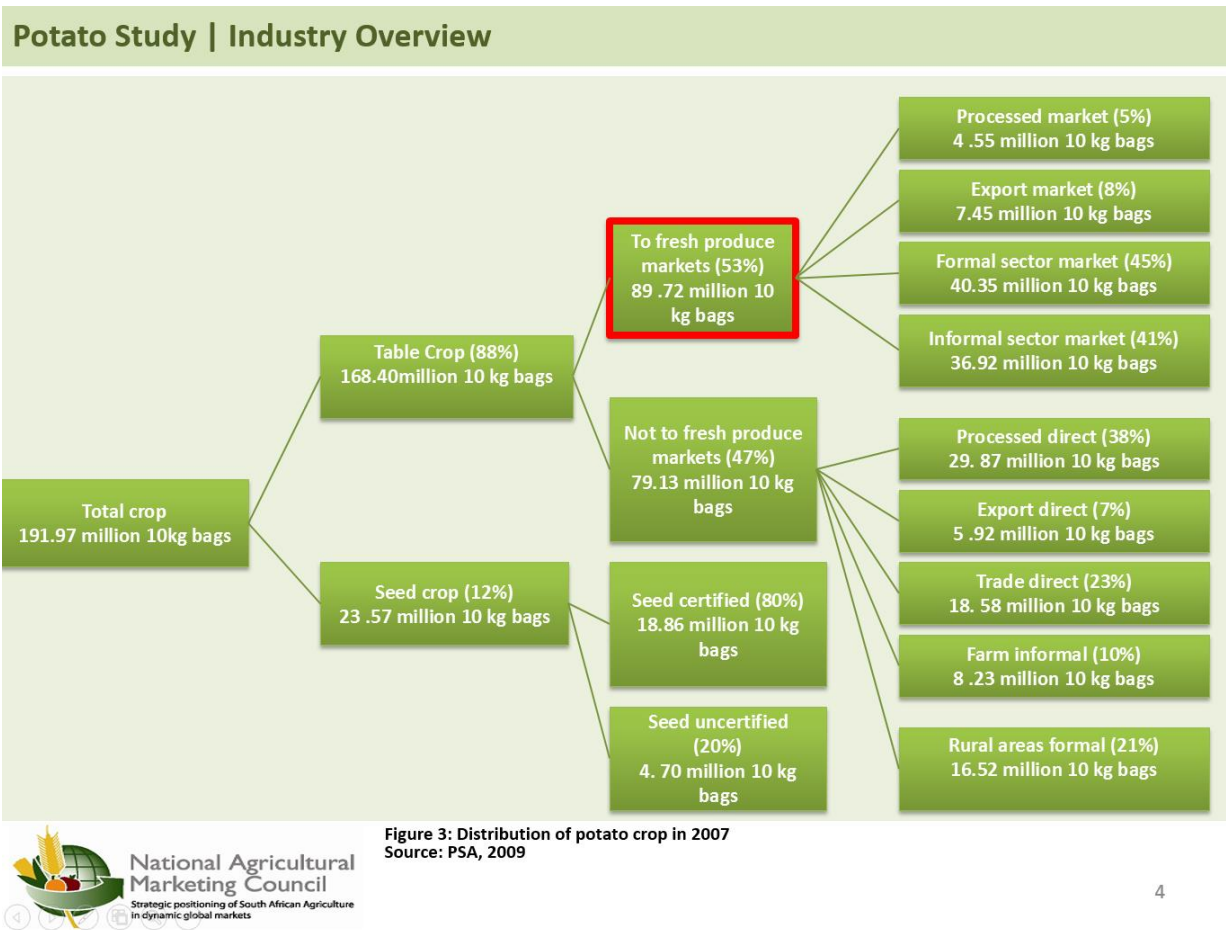 Potato Study | Industry Overview
Processed market (5%)
4 .55 million 10 kg bags
Export market (8%)
7.45 million 10 kg bags
Formal sector market (45%)
40.35 million 10 kg bags
Informal sector market (41%)
36.92 million 10 kg bags
To fresh produce
markets (53%)
89 .72 million 10
kg bags
Table Crop (88%)
168.40million 10 kg bags
Not to fresh produce
markets (47%)
79.13 million 10 kg
bags
Processed direct (38%)
29. 87 million 10 kg bags
Export direct (7%)
5 .92 million 10 kg bags
Trade direct (23%)
18. 58 million 10 kg bags
Farm informal (10%)
8 .23 million 10 kg bags
Rural areas formal (21%)
16.52 million 10 kg bags
Total crop
191.97 million 10kg bags
Seed crop (12%)
23 .57 million 10 kg bags
Seed certified (80%)
18.86 million 10 kg
bags
Seed uncertified
(20%)
4. 70 million 10 kg
bags
Figure 3: Distribution of potato crop in 2007
Source: PSA, 2009
National Agricultural
Marketing Council
Strategic positioning of South African Agriculture
in dynamic global markets
4